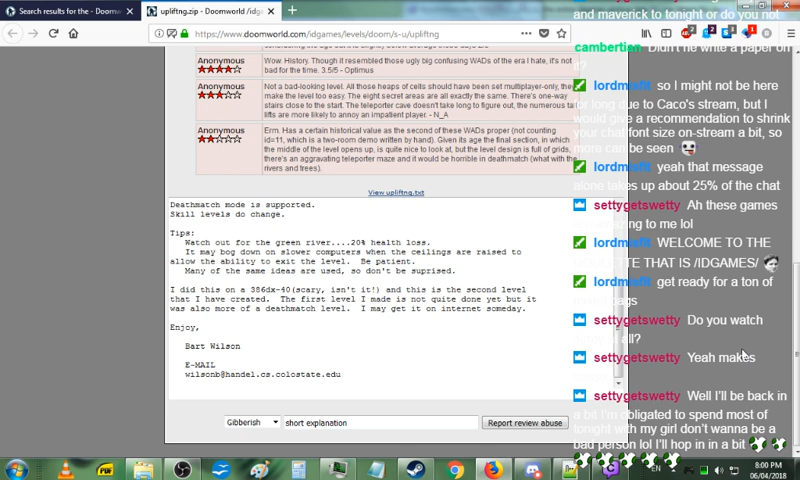 Search results for the
upliftng.zip - Doomworld /idga
https://www.doomworld.com/idgames/levels/doom/s-u/upliftng
Anonymous
Wow. History. Though it resembled those ugly big confusing WADs of the era I hate, it's not
bad for the time. 3.5/5 - Optimus
Anonymous
Not a bad-looking level. All those heaps of cells should have been set multiplayer-only, they
make the level too easy. The eight secret areas are all exactly the same. There's one-way
stairs close to the start. The teleporter cave doesn't take long to figure out, the numerous tall
lifts are more likely to annoy an impatient player. - N_A
Anonymous
Erm. Has a certain historical value as the second of these WADs proper (not counting
id=11, which is a two-room demo written by hand). Given its age the final section, in which
the middle of the level opens up, is quite nice to look at, but the level design is full of grids,
there's an aggravating teleporter maze and it would be horrible in deathmatch (what with the
rivers and trees).
View upliftng.txt
Deathmatch mode is supported.
Skill levels do change.
Tips:
Watch out for the green river....20% health loss.
It may bog down on slower computers when the ceilings are raised to
allow the ability to exit the level. Be patient.
Many of the same ideas are used, so don't be suprised.
I did this on a 386dx-40(scary, isn't it!) and this is the second level
that I have created. The first level I made is not quite done yet but it
was also more of a deathmatch level. I may get it on internet someday.
Enjoy,
Bart Wilson
E-MAIL
wilsonb@handel.cs.colostate.edu
Gibberish
short explanation
Report review abuse
and maverick to tonight or do you not
cambertian Didn't he write a paper on
it?
lordmisfit so I might not be here
for long due to Caco's stream, but I
would give a recommendation to shrink
your chat font size on-stream a bit, so
more can be seen
lordmisfit yeah that message
alone takes up about 25% of the chat
settygetswetty Ah these games
to me lol
lordmisfit WELCOME TO THE
THAT IS /IDGAMES/
lordmisfit get ready for a ton of
settygetswetty Do you watch
all?
settygetswetty Yeah makes
settygetswetty Well I'll be back in
a bit I'm obligated to spend most of
tonight with my girl don't wanna be a
bad person lol I'll hop in in a bit
PDF
EN
8:00 PM
06/04/2018